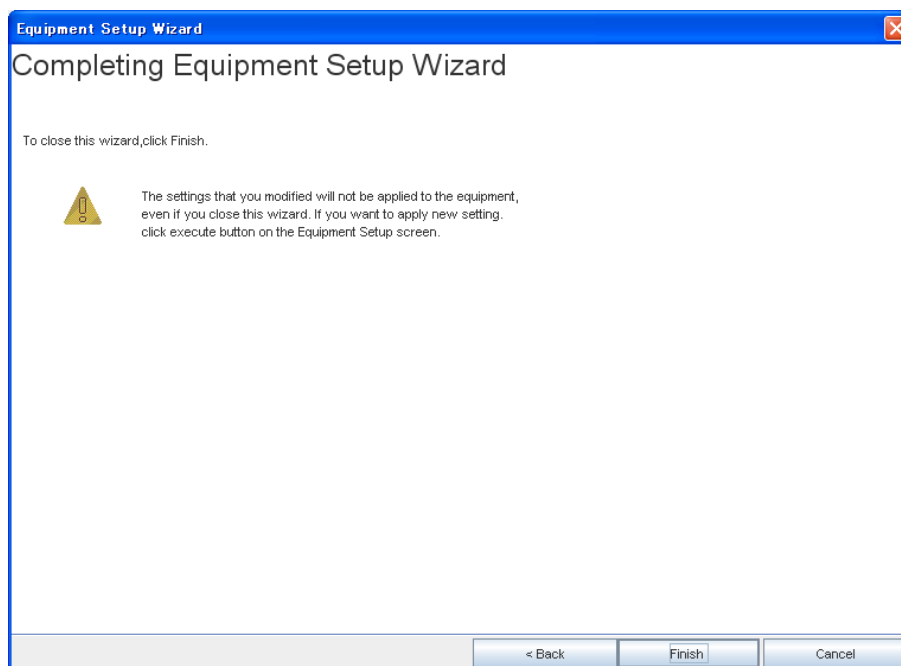 Equipment Setup Wizard
Completing Equipment Setup Wizard
To close this wizard,click Finish.
The settings that you modified will not be applied to the equipment,
even if you close this wizard. If you want to apply new setting.
click execute button on the Equipment Setup screen.
< Back
Finish
Cancel